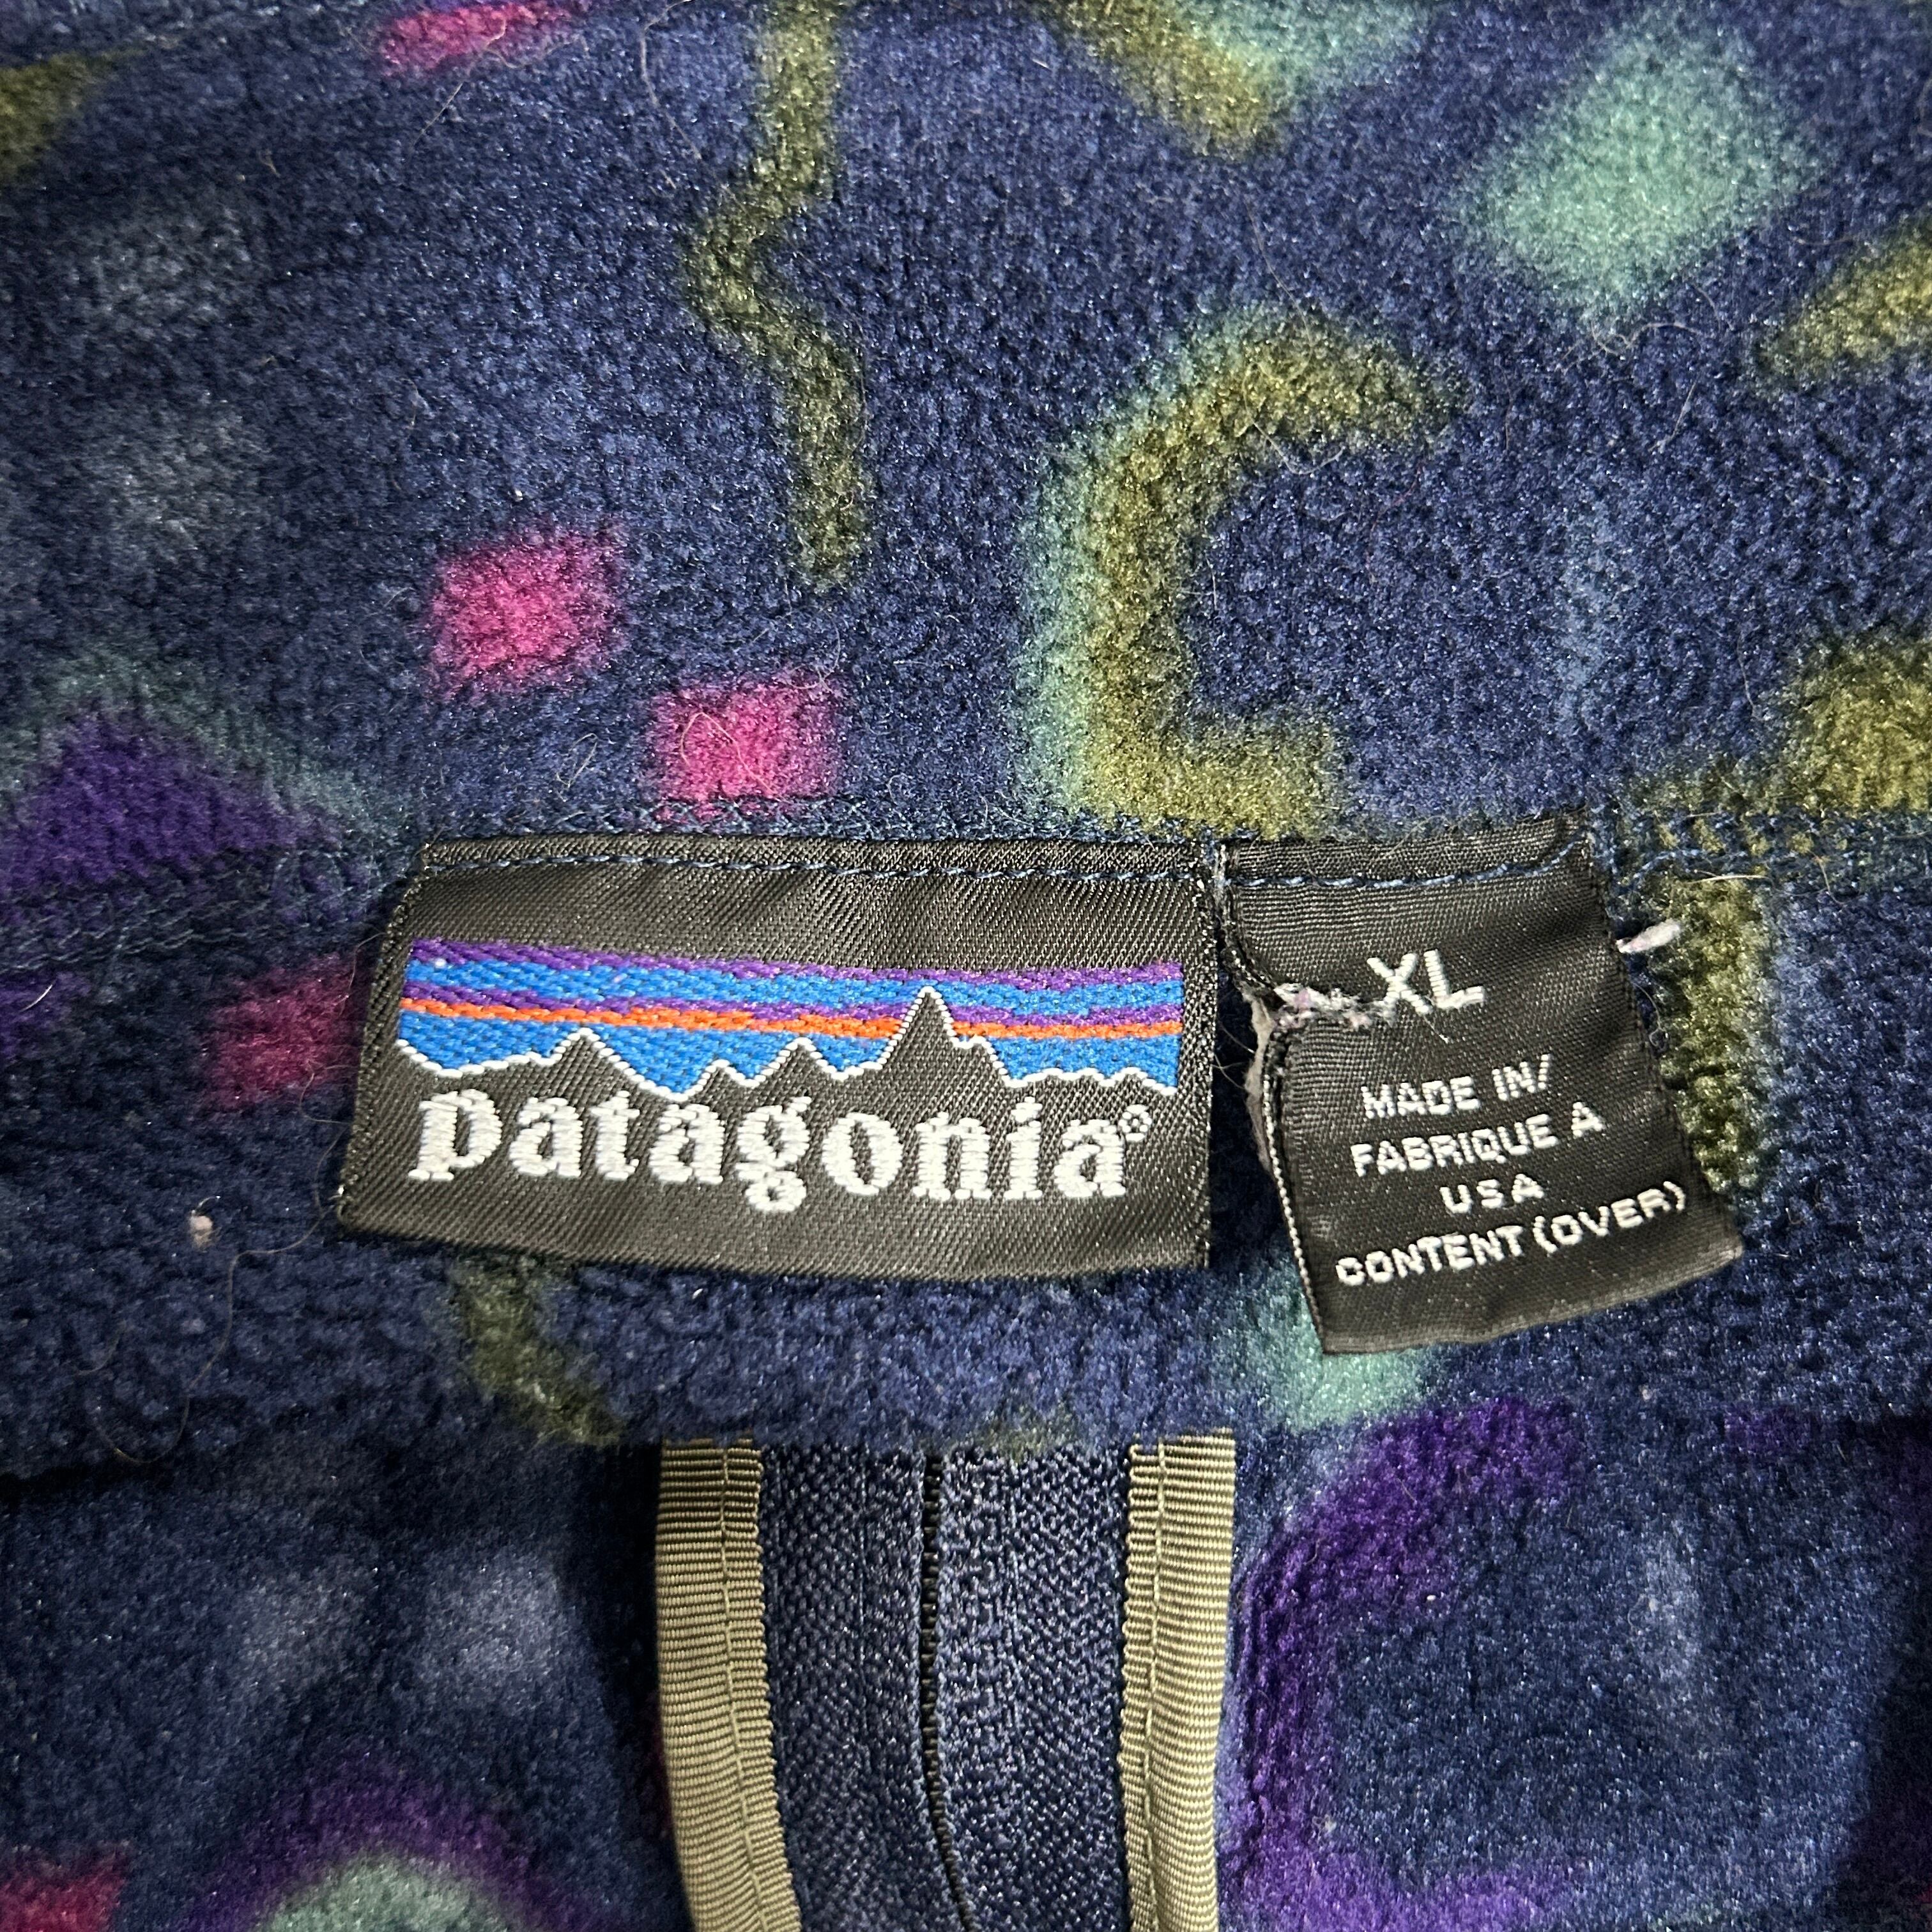 patagonia®
XL
MADE IN/
FABRIQUE A
USA
CONTENT (OVER)